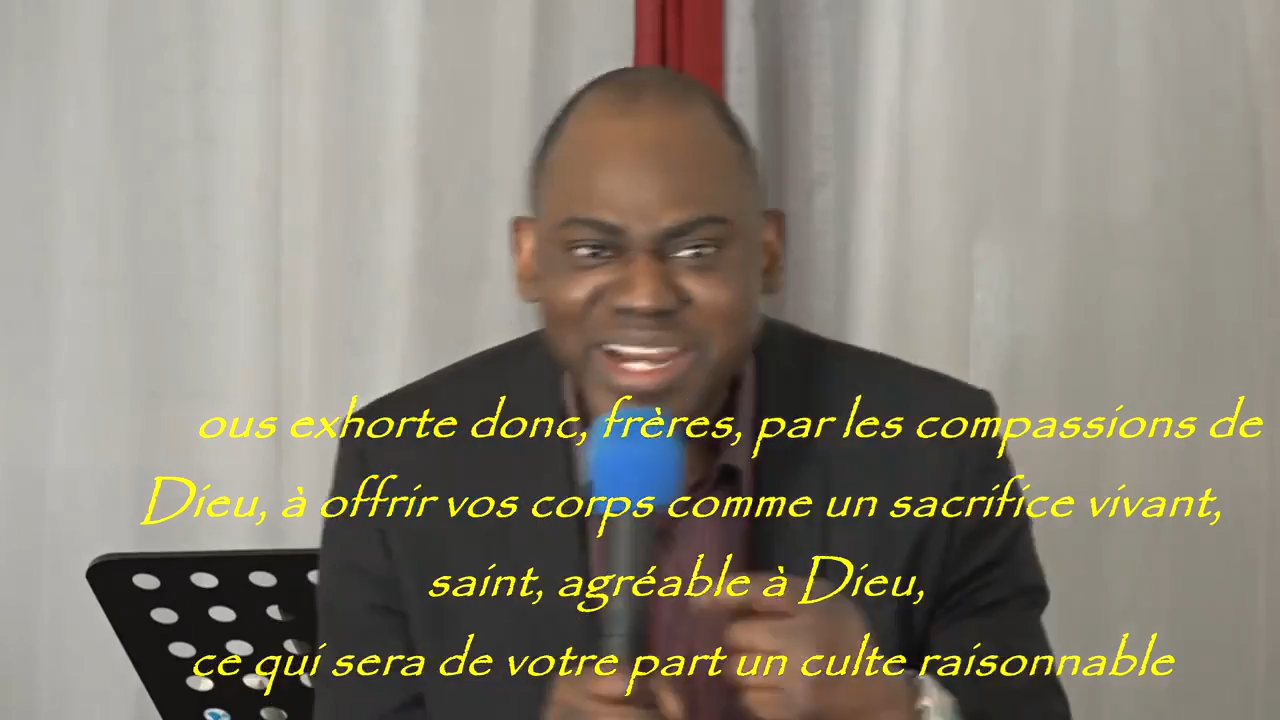 ous exhorte donc, frères, par les compassions de
Dieu, à offrir vos corps comme un sacrifice vivant,
saint, agréable à Dieu,
ce qui sera de votre part un culte raisonnable